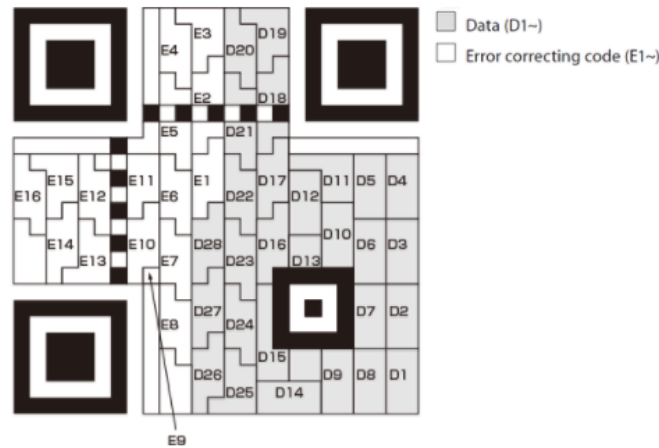 E3 D19
E4 D20
Data (D1~)
Error correcting code (E1~)
E2 D18
E5 D21
E15 E11 E1 D17 D11 D5 D4
E16 E12 E6 D22 D12
E14 E10 D28 D16 D10 D6 D3
E13 E7 D23 D13
D27 D7 D2
E8 D24
D15
D26 D9 D8 D1
D25 D14
E9